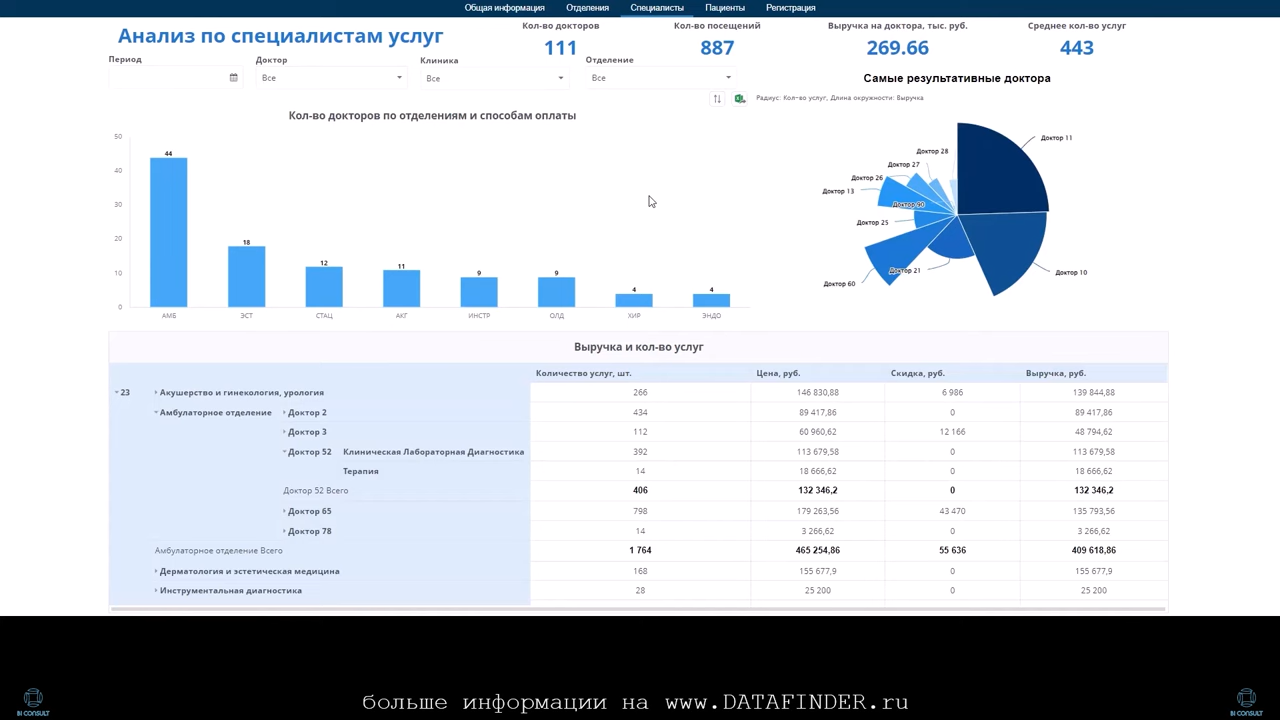 Общая информация Отделения Специалисты Пациенты Регистрация
Анализ по специалистам услуг
Кол-во докторов Кол-во посещений Выручка на доктора, тыс. руб. Среднее кол-во услуг
111 887 269.66 443
Период Доктор Клиника Отделение
Все Все Все
Самые результативные доктора
Радиус: Кол-во услуг, Длина окружности: Выручка
Кол-во докторов по отделениям и способам оплаты
50
40
30
20
10
0
44 18 12 11 9 9 4 4
АМБ ЭСТ СТАЦ АКГ ИНСТР ОЛД ХИР ЭНДО
Доктор 11
Доктор 28
Доктор 27
Доктор 26
Доктор 13
Доктор 90
Доктор 25
Доктор 21
Доктор 10
Доктор 60
Выручка и кол-во услуг
Количество услуг, шт. Цена, руб. Скидка, руб. Выручка, руб.
23 Акушерство и гинекология, урология 266 146 830,88 6 986 139 844,88
Амбулаторное отделение Доктор 2 434 89 417,86 0 89 417,86
Доктор 3 112 60 960,62 12 166 48 794,62
Доктор 52 Клиническая Лабораторная Диагностика 392 113 679,58 0 113 679,58
Терапия 14 18 666,62 0 18 666,62
Доктор 52 Всего 406 132 346,2 0 132 346,2
Доктор 65 798 179 263,56 43 470 135 793,56
Доктор 78 14 3 266,62 0 3 266,62
Амбулаторное отделение Всего 1 764 465 254,86 55 636 409 618,86
Дерматология и эстетическая медицина 168 155 677,9 0 155 677,9
Инструментальная диагностика 28 25 200 0 25 200
больше информации на www.DATAFINDER.ru
BI CONSULT BI CONSULT